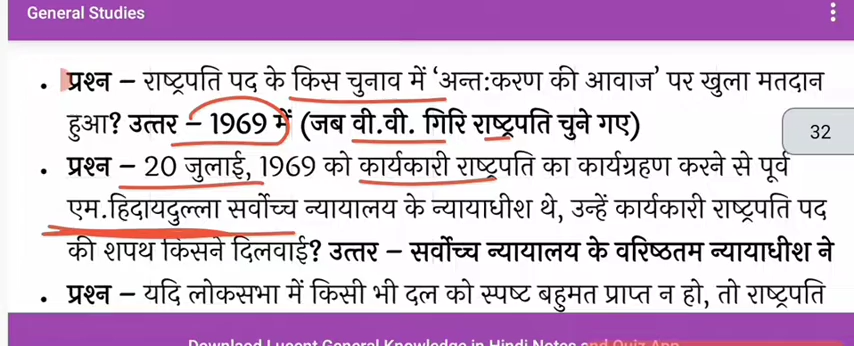 General Studies
• प्रश्न – राष्ट्रपति पद के किस चुनाव में ‘अन्त:करण की आवाज’ पर खुला मतदान
हुआ? उत्तर – 1969 में (जब वी.वी. गिरि राष्ट्रपति चुने गए)
32
• प्रश्न – 20 जुलाई, 1969 को कार्यकारी राष्ट्रपति का कार्यग्रहण करने से पूर्व
एम.हिदायदुल्ला सर्वोच्च न्यायालय के न्यायाधीश थे, उन्हें कार्यकारी राष्ट्रपति पद
की शपथ किसने दिलवाई? उत्तर – सर्वोच्च न्यायालय के वरिष्ठतम न्यायाधीश ने
• प्रश्न – यदि लोकसभा में किसी भी दल को स्पष्ट बहुमत प्राप्त न हो, तो राष्ट्रपति
Downlaod Lucent General Knowledge in Hindi Notes and Quiz App